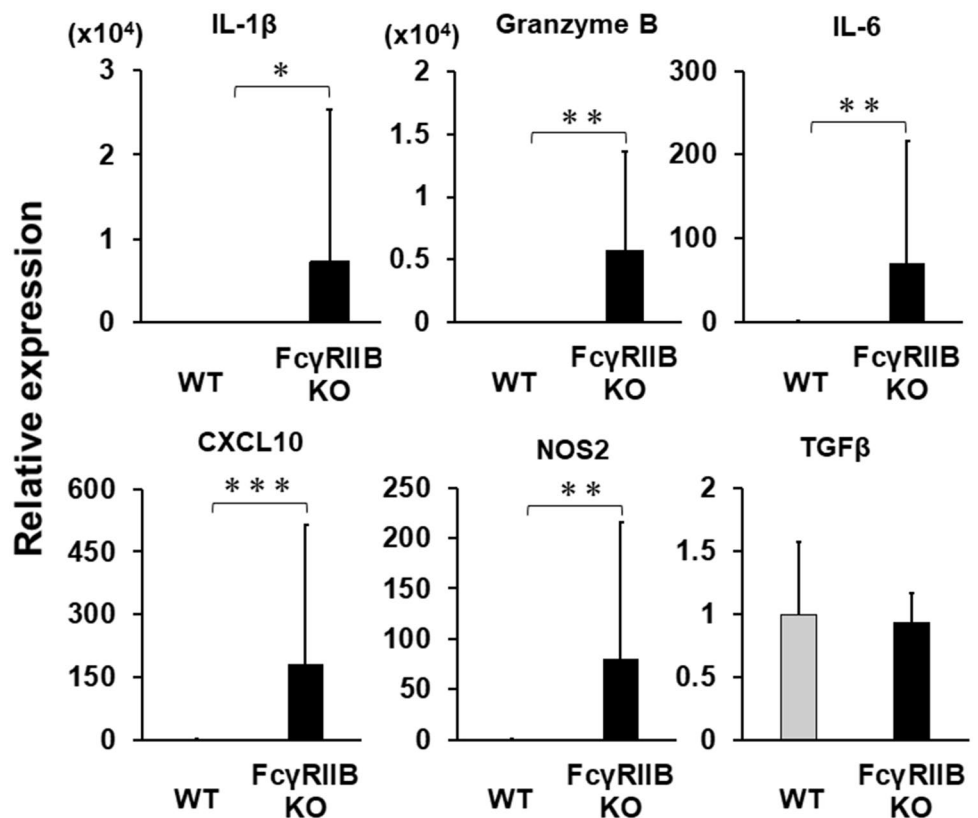 IL-1β
(x10⁴)
3
2
1
0
*
WT
FcγRIIB
KO
Granzyme B
(x10⁴)
2
1.5
1
0.5
0
**
WT
FcγRIIB
KO
IL-6
300
200
100
0
**
WT
FcγRIIB
KO
Relative expression
CXCL10
600
450
300
150
0
***
WT
FcγRIIB
KO
NOS2
250
200
150
100
50
0
**
WT
FcγRIIB
KO
TGFβ
2
1.5
1
0.5
0
WT
FcγRIIB
KO